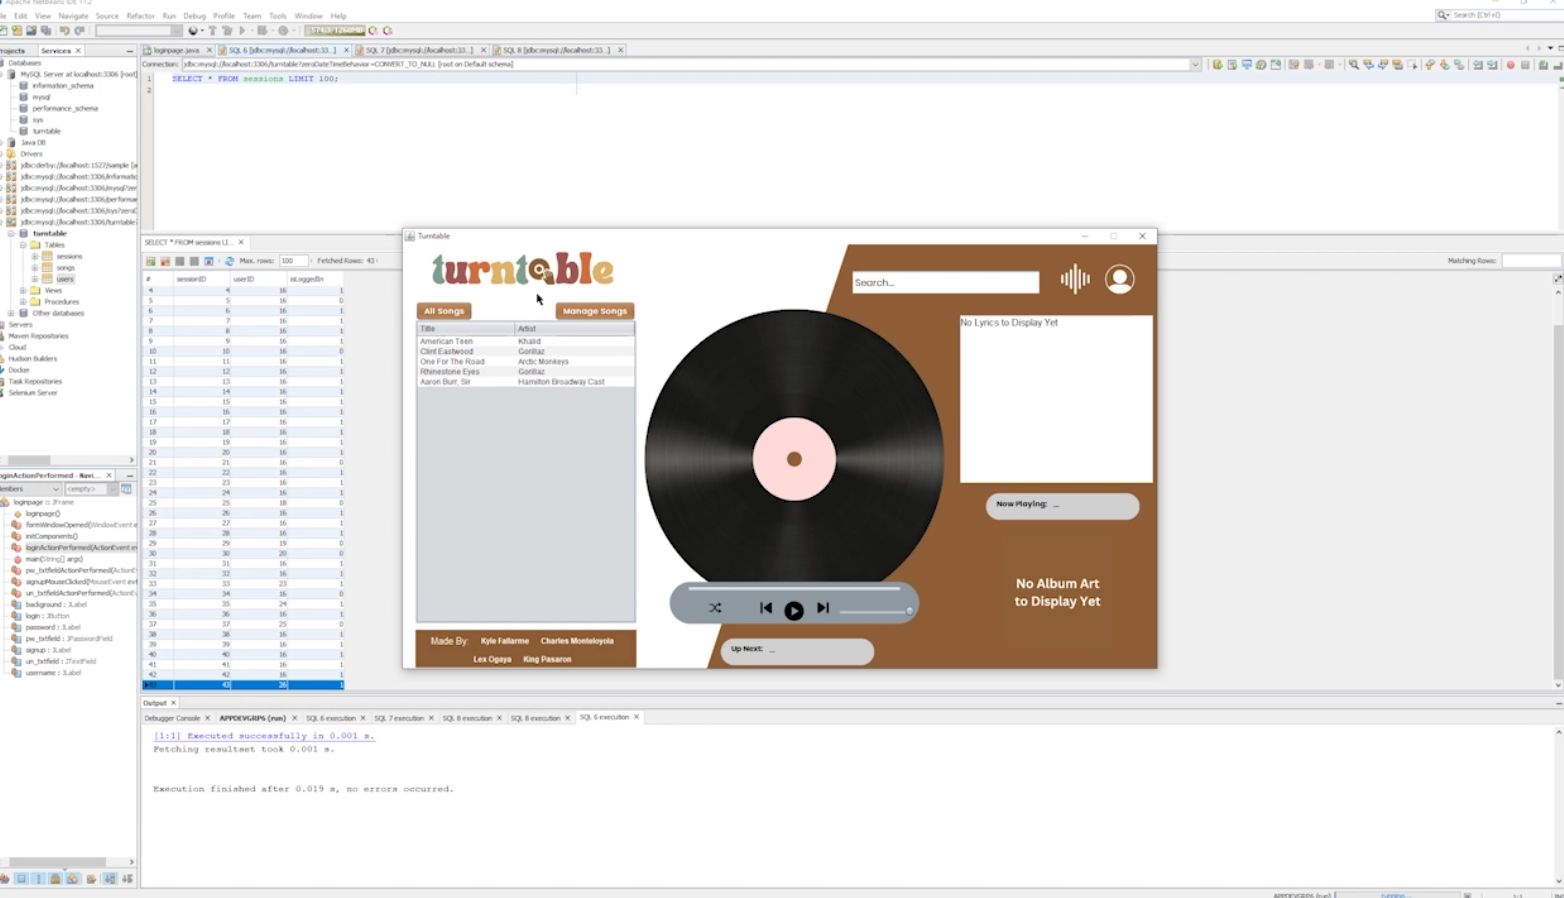 Apache NetBeans IDE 11.2
Edit View Navigate Source Refactor Run Debug Profile Team Tools Window Help
Search (Ctrl+I)
Projects Services
loginpage.java SQL 6 [jdbc:mysql://localhost:33...] SQL 7 [jdbc:mysql://localhost:33...] SQL 8 [jdbc:mysql://localhost:33...]
Connection: jdbc:mysql://localhost:3306/turntable?zeroDateTimeBehavior=CONVERT_TO_NULL [root on Default schema]
1 SELECT * FROM sessions LIMIT 100;
2
Databases
MySQL Server at localhost:3306 [root]
information_schema
mysql
performance_schema
sys
turntable
Java DB
Drivers
jdbc:derby://localhost:1527/sample [a
jdbc:mysql://localhost:3306/informatio
jdbc:mysql://localhost:3306/mysql?zer
jdbc:mysql://localhost:3306/performa
jdbc:mysql://localhost:3306/sys?zeroD
jdbc:mysql://localhost:3306/turntable
turntable
Tables
sessions
songs
users
Views
Procedures
Other databases
Servers
Maven Repositories
Cloud
Hudson Builders
Docker
Task Repositories
Selenium Server
loginActionPerformed - Navi...
Members <empty>
loginpage :: JFrame
loginpage()
formWindowOpened(WindowEvent e
initComponents()
loginActionPerformed(ActionEvent ev
main(String[] args)
pw_txtfieldActionPerformed(ActionE
signupMouseClicked(MouseEvent evt
un_txtfieldActionPerformed(ActionEv
background : JLabel
login : JButton
password : JLabel
pw_txtfield : JPasswordField
signup : JLabel
un_txtfield : JTextField
username : JLabel
SELECT * FROM sessions LI...
Max. rows: 100 Fetched Rows: 43
Matching Rows:
# sessionID userID isLoggedIn
4 4 16 1
5 5 16 0
6 6 16 1
7 7 16 1
8 8 16 1
9 9 16 1
10 10 16 0
11 11 16 1
12 12 16 1
13 13 16 1
14 14 16 1
15 15 16 1
16 16 16 1
17 17 16 1
18 18 16 1
19 19 16 1
20 20 16 1
21 21 16 0
22 22 16 1
23 23 16 1
24 24 16 1
25 25 18 0
26 26 16 1
27 27 16 1
28 28 16 1
29 29 19 0
30 30 20 0
31 31 16 1
32 32 16 1
33 33 23 1
34 34 16 0
35 35 24 1
36 36 16 1
37 37 25 0
38 38 16 1
39 39 16 1
40 40 16 1
41 41 16 1
42 42 16 1
43 26 1
Turntable
turntable
All Songs Manage Songs
Title Artist
American Teen Khalid
Clint Eastwood Gorillaz
One For The Road Arctic Monkeys
Rhinestone Eyes Gorillaz
Aaron Burr, Sir Hamilton Broadway Cast
Made By: Kyle Fallarme Charles Monteloyola
Lex Ogaya King Pasaron
Search...
No Lyrics to Display Yet
Now Playing: ...
No Album Art
to Display Yet
Up Next: ...
Output
Debugger Console APPDEVGRP6 (run) SQL 6 execution SQL 7 execution SQL 8 execution SQL 8 execution SQL 6 execution
[1:1] Executed successfully in 0.001 s.
Fetching resultset took 0.001 s.
Execution finished after 0.019 s, no errors occurred.
APPDEVGRP6 (run) running... 1:1